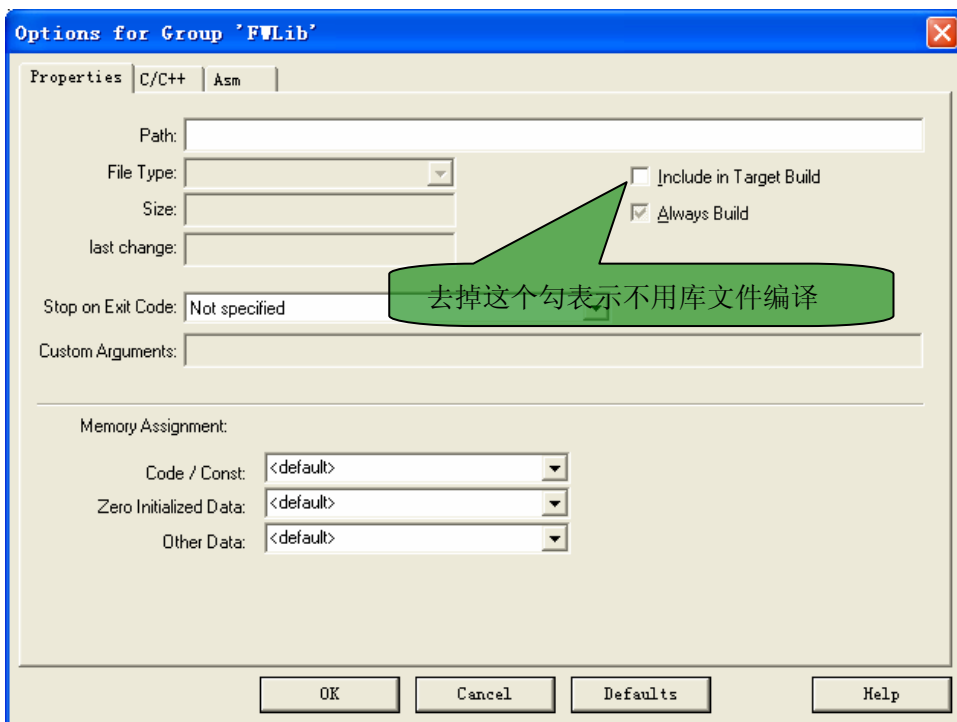 Options for Group 'FWLib'
Properties C/C++ Asm
Path:
File Type:
Include in Target Build
Size:
Always Build
last change:
去掉这个勾表示不用库文件编译
Stop on Exit Code: Not specified
Custom Arguments:
Memory Assignment:
Code / Const: <default>
Zero Initialized Data: <default>
Other Data: <default>
OK Cancel Defaults Help